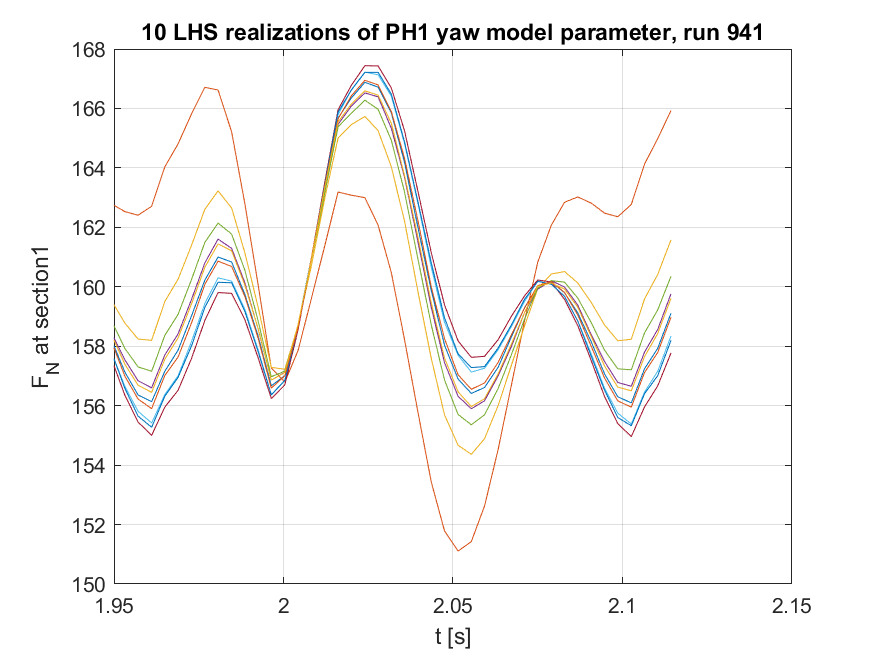 10 LHS realizations of PH1 yaw model parameter, run 941
168
166
164
162
160
158
156
154
152
150
F_N at section1
1.95 2 2.05 2.1 2.15
t [s]